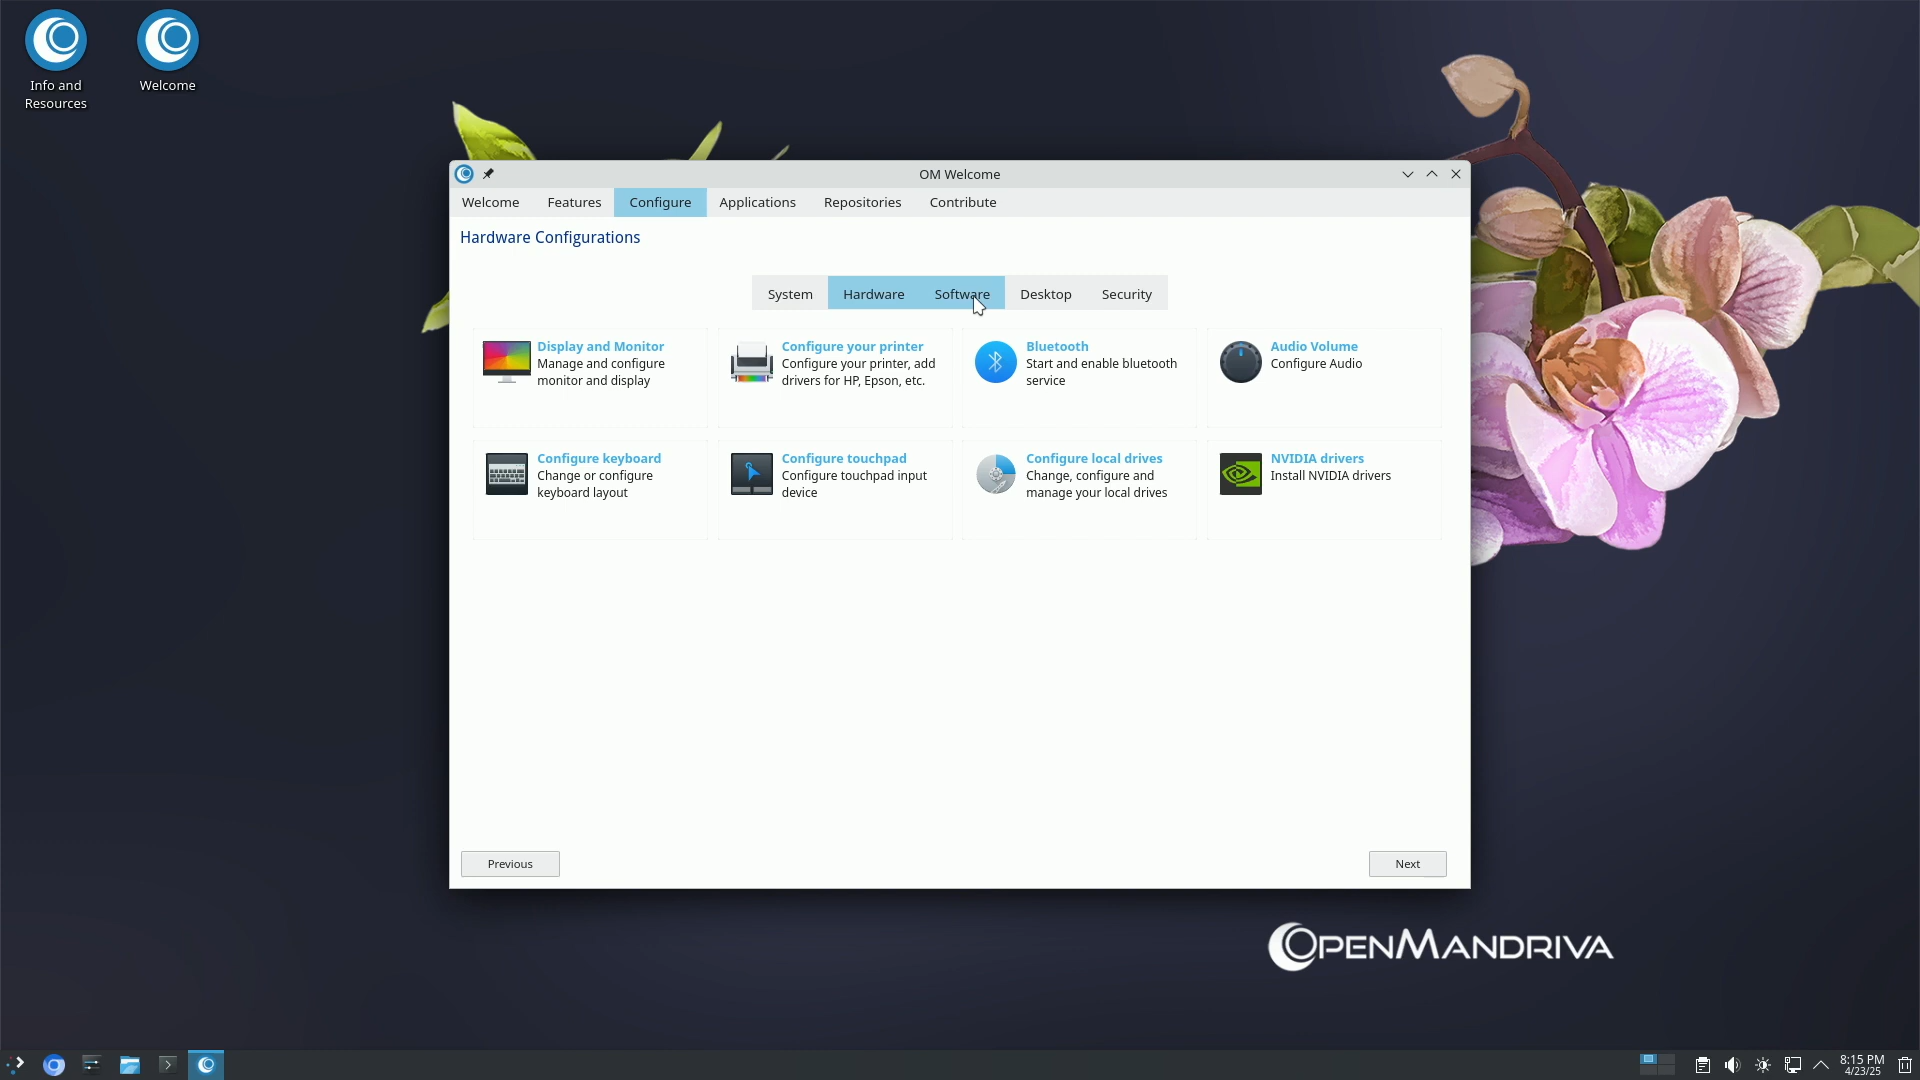 Info and
Resources
Welcome
OM Welcome
Welcome
Features
Configure
Applications
Repositories
Contribute
Hardware Configurations
System
Hardware
Software
Desktop
Security
Display and Monitor
Manage and configure
monitor and display
Configure your printer
Configure your printer, add
drivers for HP, Epson, etc.
Bluetooth
Start and enable bluetooth
service
Audio Volume
Configure Audio
Configure keyboard
Change or configure
keyboard layout
Configure touchpad
Configure touchpad input
device
Configure local drives
Change, configure and
manage your local drives
NVIDIA drivers
Install NVIDIA drivers
Previous
Next
OPENMANDRIVA
8:15 PM
4/23/25